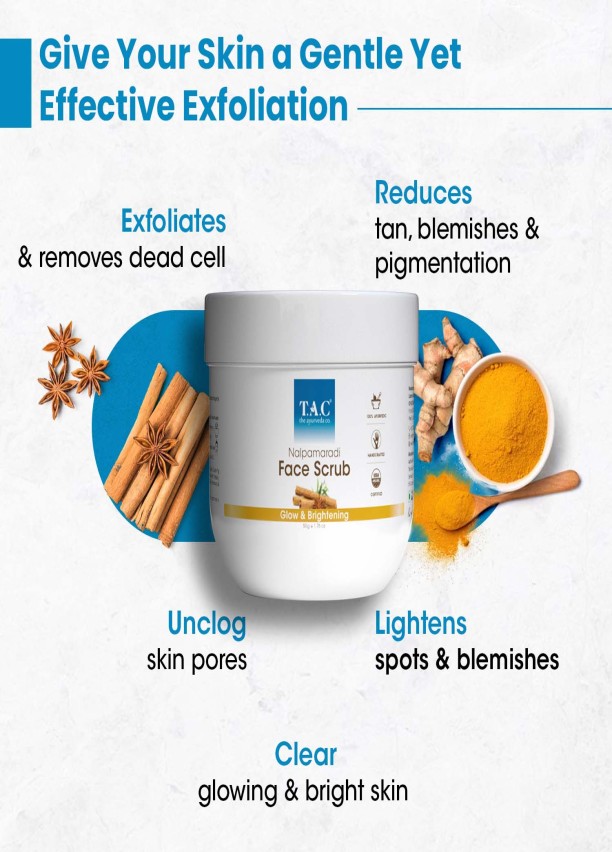 Give Your Skin a Gentle Yet
Effective Exfoliation
Exfoliates
& removes dead cell
Reduces
tan, blemishes &
pigmentation
T.A.C
the ayurveda co.
Nalpamaradi
Face Scrub
Glow & Brightening
Unclog
skin pores
Lightens
spots & blemishes
Clear
glowing & bright skin